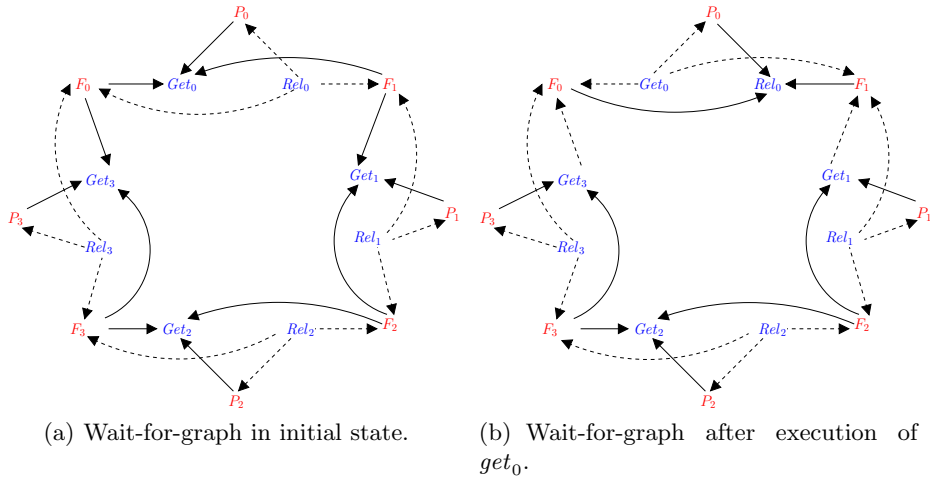 P₀ P₀
F₀ Get₀ Rel₀ F₁ F₀ Get₀ Rel₀ F₁
Get₃ Get₁ Get₃ Get₁
P₃ P₁ P₃ P₁
Rel₃ Rel₁ Rel₃ Rel₁
F₃ Get₂ Rel₂ F₂ F₃ Get₂ Rel₂ F₂
P₂ P₂
(a) Wait-for-graph in initial state.
(b) Wait-for-graph after execution of
get₀.